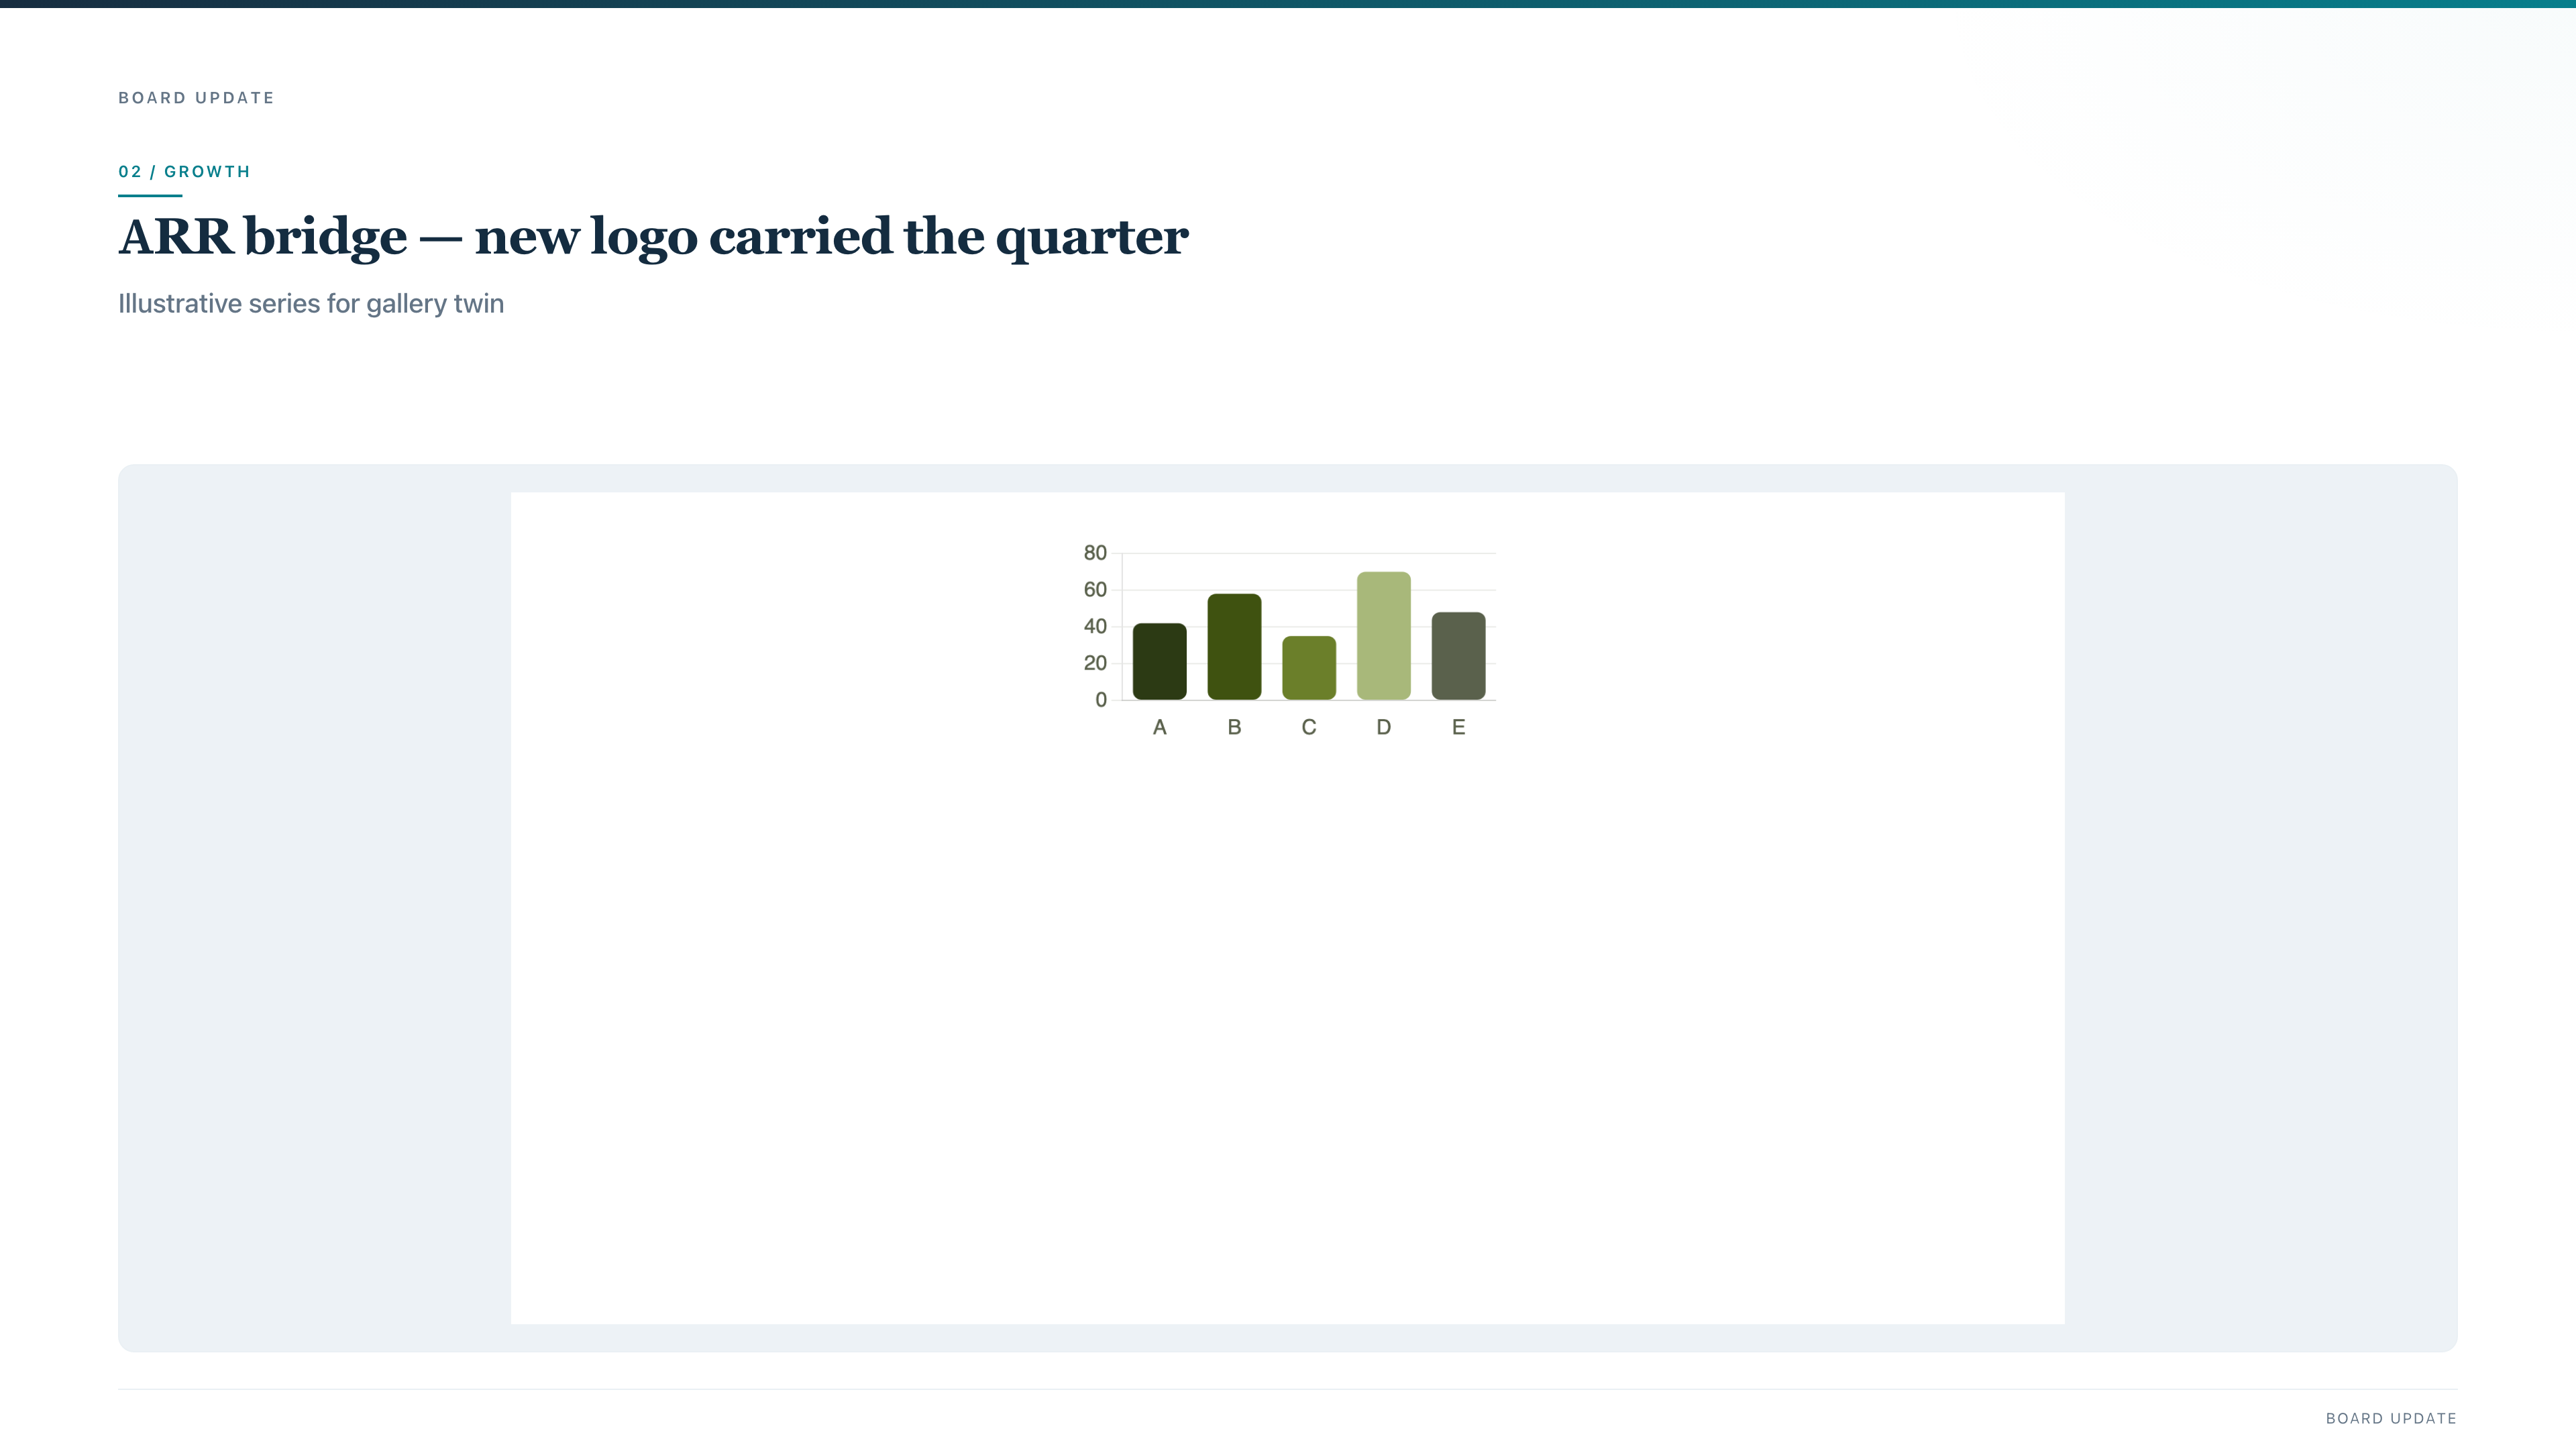 BOARD UPDATE
02 / GROWTH
ARR bridge — new logo carried the quarter
Illustrative series for gallery twin
80
60
40
20
0
A B C D E
BOARD UPDATE